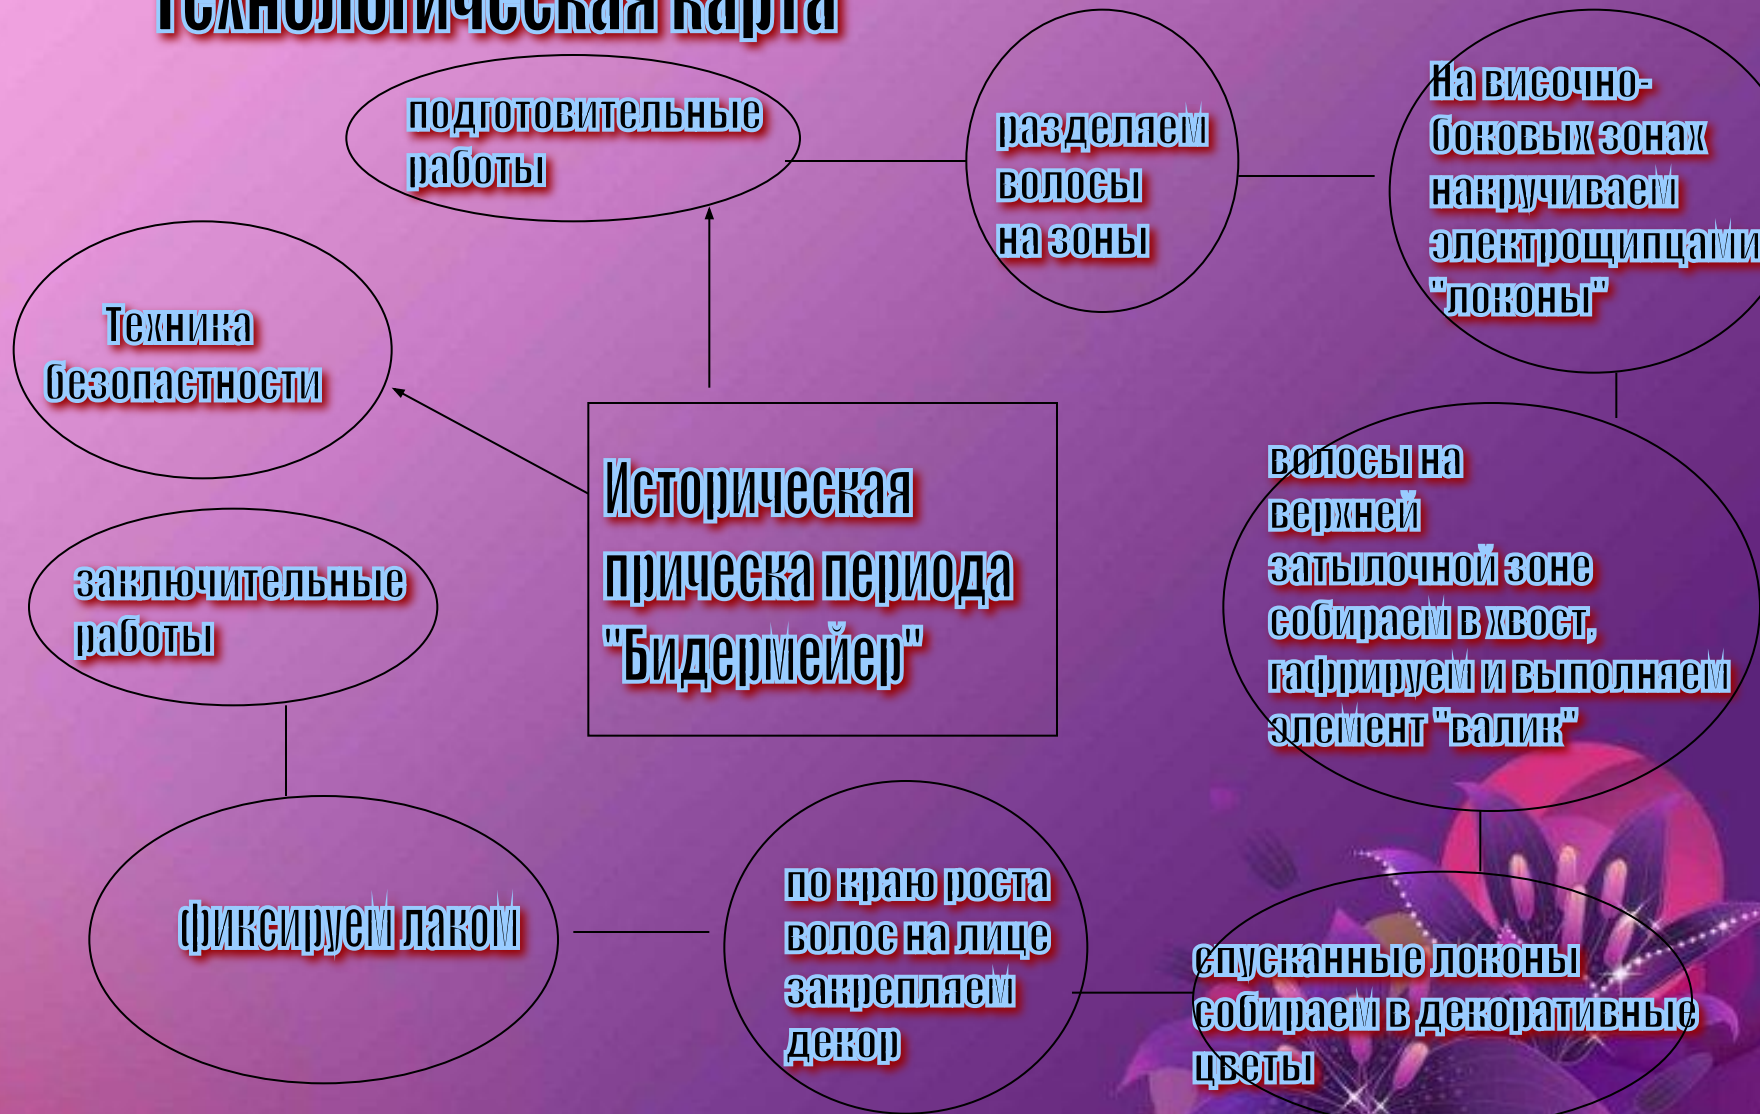 Технологическая карта
подготовительные
работы
разделяем
волосы
на зоны
На височно-
боковых зонах
накручиваем
электрощипцами
"локоны"
Техника
безопастности
Историческая
прическа периода
"Бидермейер"
волосы на
верхней
затылочной зоне
собираем в хвост,
гафрируем и выполняем
элемент "валик"
заключительные
работы
фиксируем лаком
по краю роста
волос на лице
закрепляем
декор
спусканные локоны
собираем в декоративные
цветы